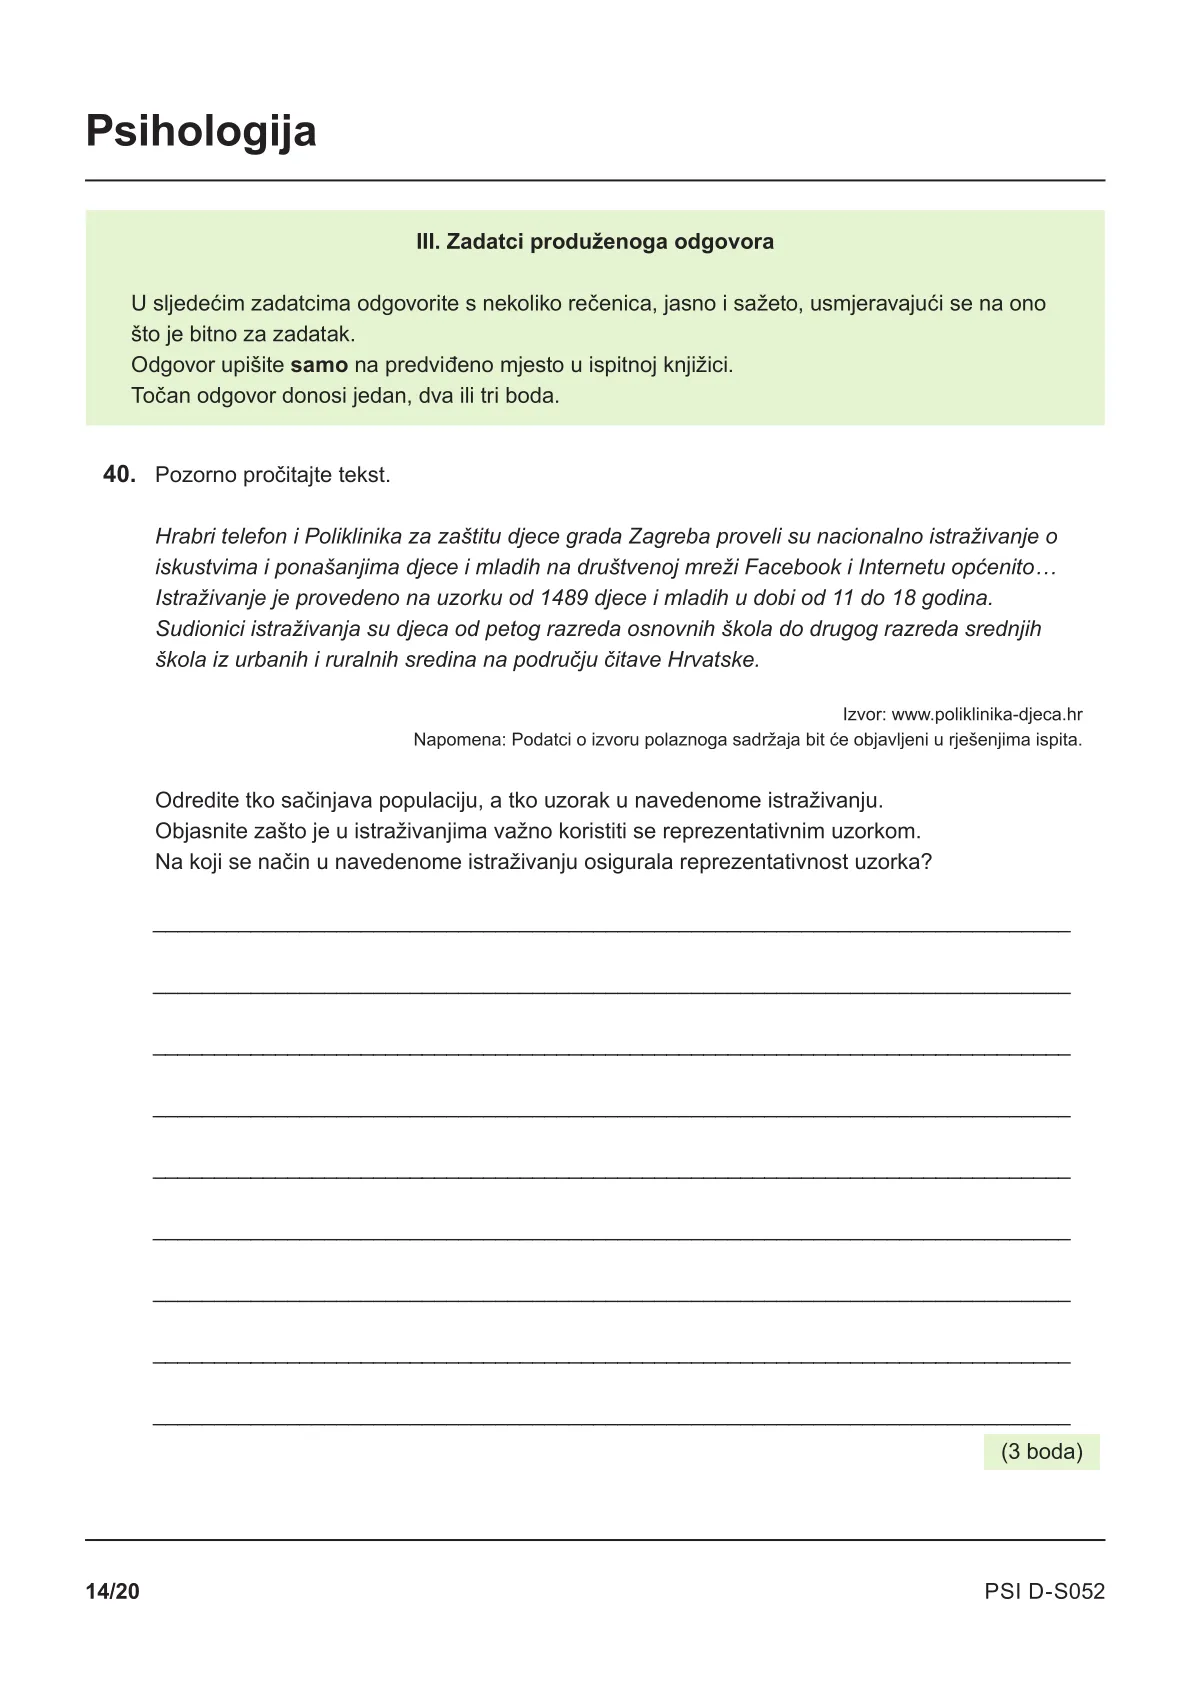 Psihologija
III. Zadatci produženoga odgovora
U sljedećim zadatcima odgovorite s nekoliko rečenica, jasno i sažeto, usmjeravajući se na ono
što je bitno za zadatak.
Odgovor upišite samo na predviđeno mjesto u ispitnoj knjižici.
Točan odgovor donosi jedan, dva ili tri boda.
40. Pozorno pročitajte tekst.
Hrabri telefon i Poliklinika za zaštitu djece grada Zagreba proveli su nacionalno istraživanje o
iskustvima i ponašanjima djece i mladih na društvenoj mreži Facebook i Internetu općenito…
Istraživanje je provedeno na uzorku od 1489 djece i mladih u dobi od 11 do 18 godina.
Sudionici istraživanja su djeca od petog razreda osnovnih škola do drugog razreda srednjih
škola iz urbanih i ruralnih sredina na području čitave Hrvatske.
Izvor: www.poliklinika-djeca.hr
Napomena: Podatci o izvoru polaznoga sadržaja bit će objavljeni u rješenjima ispita.
Odredite tko sačinjava populaciju, a tko uzorak u navedenome istraživanju.
Objasnite zašto je u istraživanjima važno koristiti se reprezentativnim uzorkom.
Na koji se način u navedenome istraživanju osigurala reprezentativnost uzorka?
(3 boda)
14/20 PSI D-S052